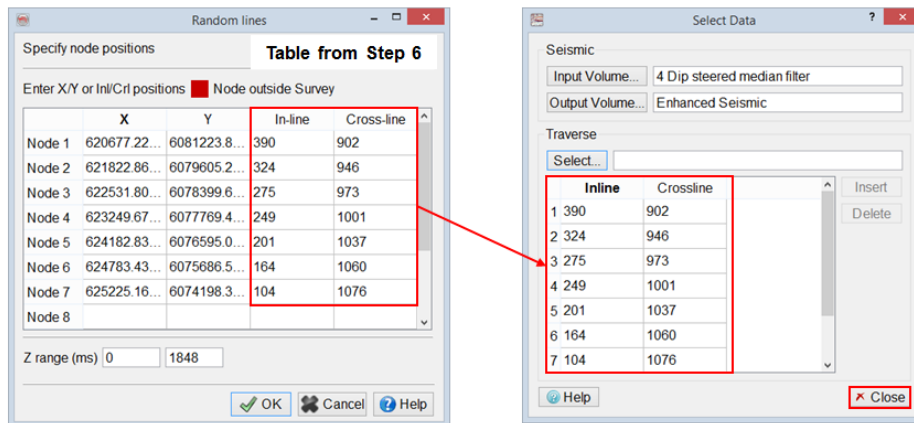 Random lines
Specify node positions
Table from Step 6
Enter X/Y or Inl/Crl positions Node outside Survey
X Y In-line Cross-line
Node 1 620677.22... 6081223.8... 390 902
Node 2 621822.86... 6079605.2... 324 946
Node 3 622531.80... 6078399.6... 275 973
Node 4 623249.67... 6077769.4... 249 1001
Node 5 624182.83... 6076595.0... 201 1037
Node 6 624783.43... 6075686.5... 164 1060
Node 7 625225.16... 6074198.3... 104 1076
Node 8
Z range (ms) 0 1848
OK Cancel Help
Select Data
Seismic
Input Volume... 4 Dip steered median filter
Output Volume... Enhanced Seismic
Traverse
Select...
Inline Crossline
1 390 902
2 324 946
3 275 973
4 249 1001
5 201 1037
6 164 1060
7 104 1076
Insert
Delete
Help Close